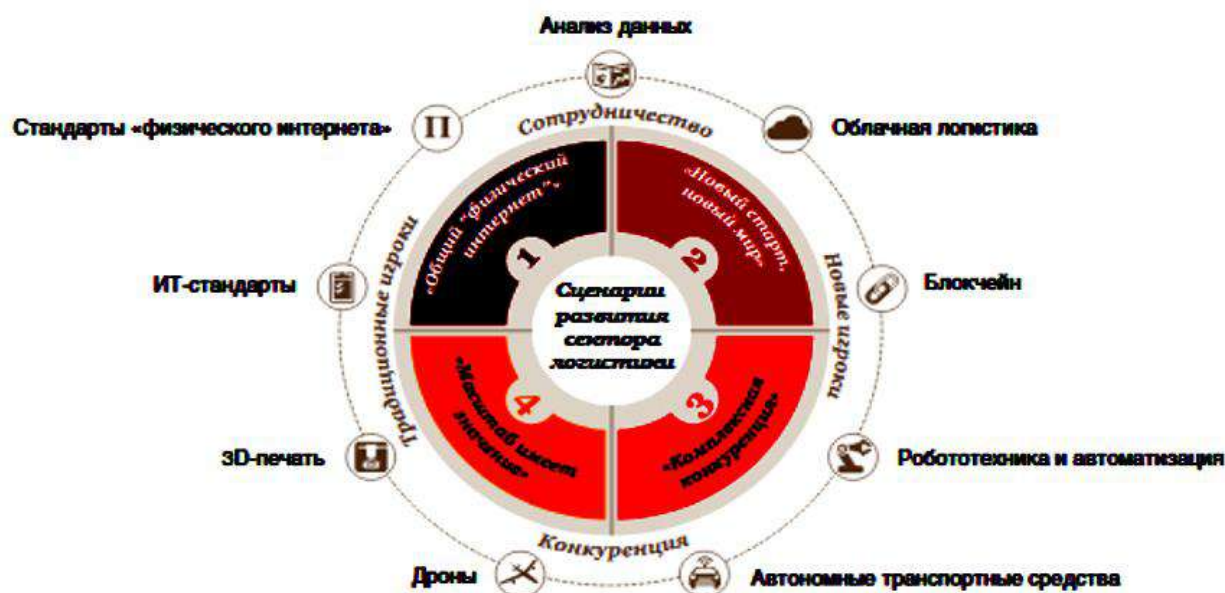 Анализ данных
Стандарты «физического интернета»
Сотрудничество
Облачная логистика
«Общий "физический
интернет"»
«Новый старт,
новый мир»
1
2
ИТ-стандарты
Традиционные игроки
Сценарии
развития
сектора
логистики
Новые игроки
Блокчейн
4
3
«Масштаб имеет
значение»
«Комплексная
конкуренция»
3D-печать
Робототехника и автоматизация
Конкуренция
Дроны
Автономные транспортные средства
П